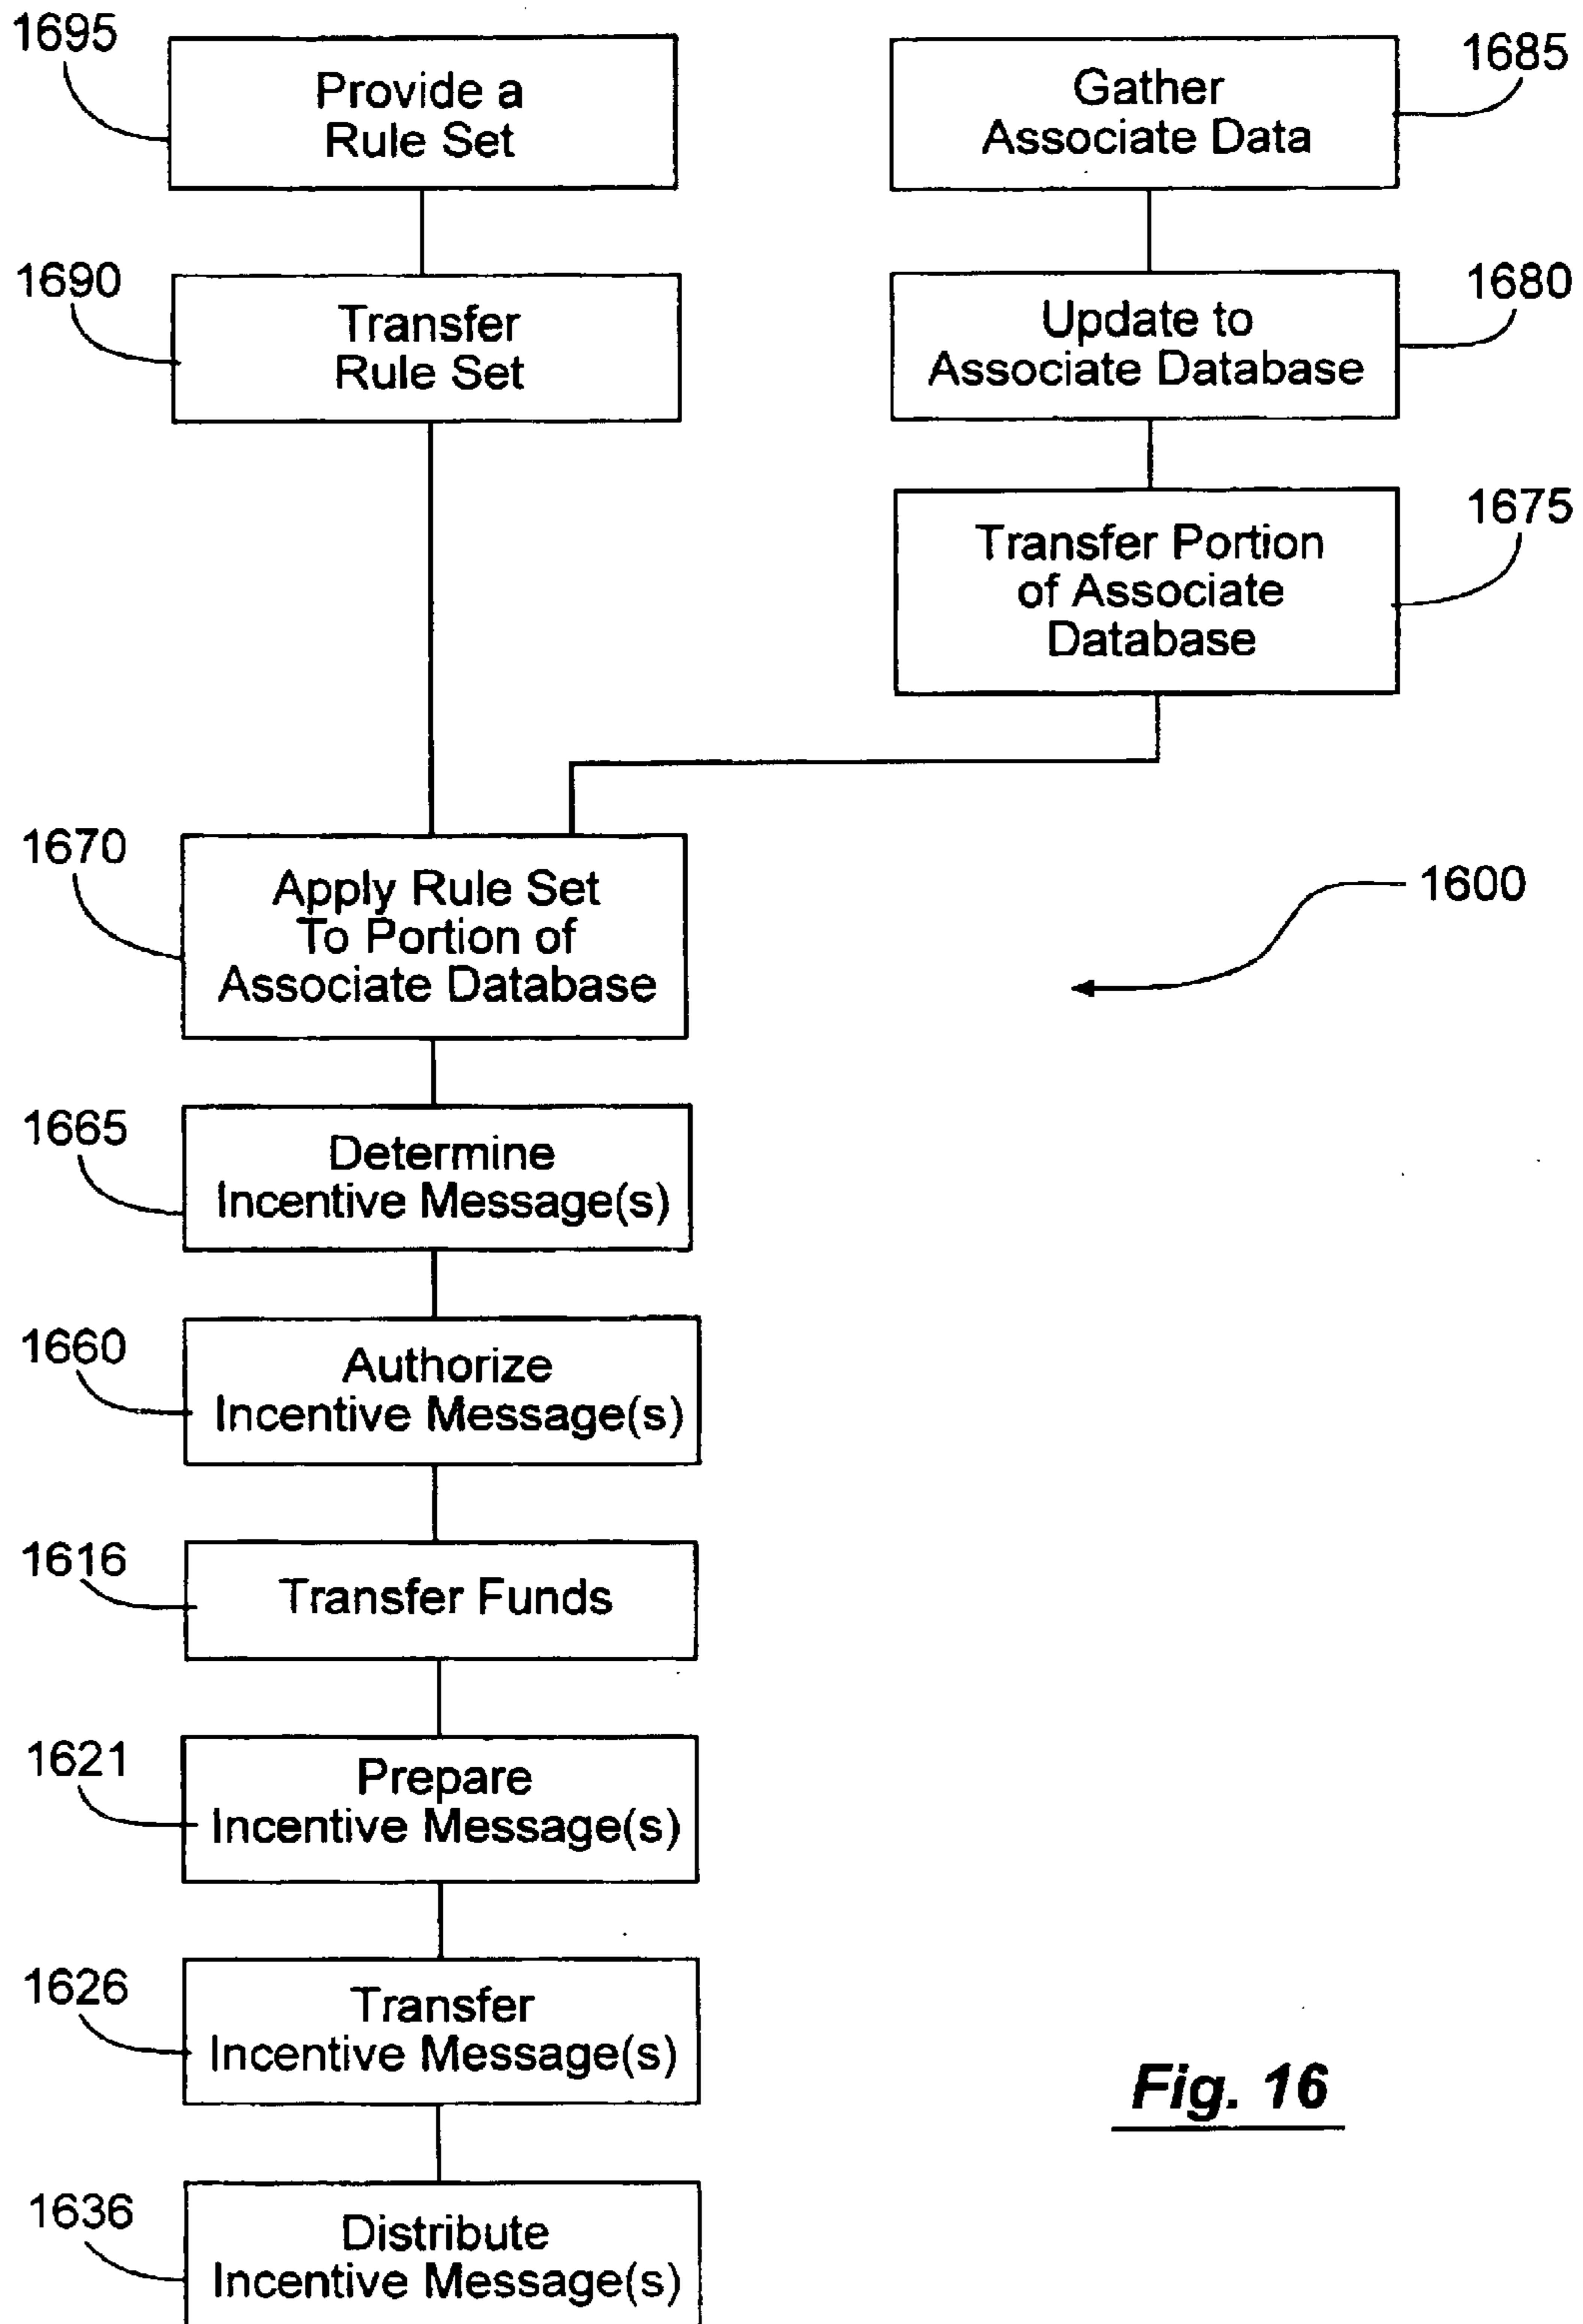 1695
Provide a
Rule Set
1685
Gather
Associate Data
1690
Transfer
Rule Set
1680
Update to
Associate Database
1675
Transfer Portion
of Associate
Database
1670
Apply Rule Set
To Portion of
Associate Database
1600
1665
Determine
Incentive Message(s)
1660
Authorize
Incentive Message(s)
1616
Transfer Funds
1621
Prepare
Incentive Message(s)
1626
Transfer
Incentive Message(s)
1636
Distribute
Incentive Message(s)
Fig. 16